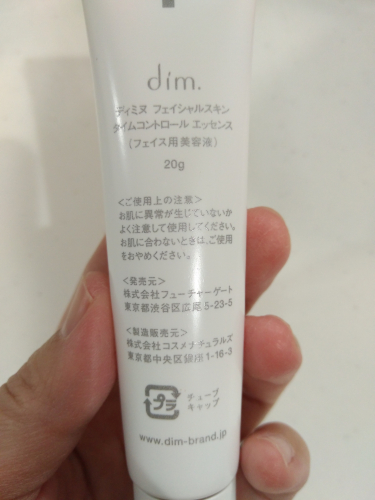 dím.
ディミヌ フェイシャルスキン
タイムコントロール エッセンス
(フェイス用美容液)
20g
<ご使用上の注意>
お肌に異常が生じていないか
よく注意して使用してください。
お肌に合わないときは、ご使用
をおやめください。
<発売元>
株式会社フューチャーゲート
東京都渋谷区広尾5-23-5
<製造販売元>
株式会社コスメナチュラルズ
東京都中央区銀座1-16-3
プラ
チューブ
キャップ
www.dim-brand.jp